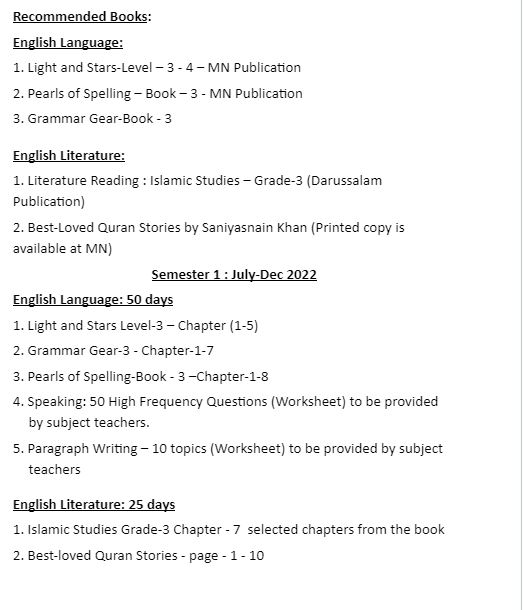 Recommended Books:
English Language:
1. Light and Stars-Level – 3 - 4 – MN Publication
2. Pearls of Spelling – Book – 3 - MN Publication
3. Grammar Gear-Book - 3
English Literature:
1. Literature Reading : Islamic Studies – Grade-3 (Darussalam
Publication)
2. Best-Loved Quran Stories by Saniyasnain Khan (Printed copy is
available at MN)
Semester 1 : July-Dec 2022
English Language: 50 days
1. Light and Stars Level-3 – Chapter (1-5)
2. Grammar Gear-3 - Chapter-1-7
3. Pearls of Spelling-Book - 3 –Chapter-1-8
4. Speaking: 50 High Frequency Questions (Worksheet) to be provided
by subject teachers.
5. Paragraph Writing – 10 topics (Worksheet) to be provided by subject
teachers
English Literature: 25 days
1. Islamic Studies Grade-3 Chapter - 7 selected chapters from the book
2. Best-loved Quran Stories - page - 1 - 10